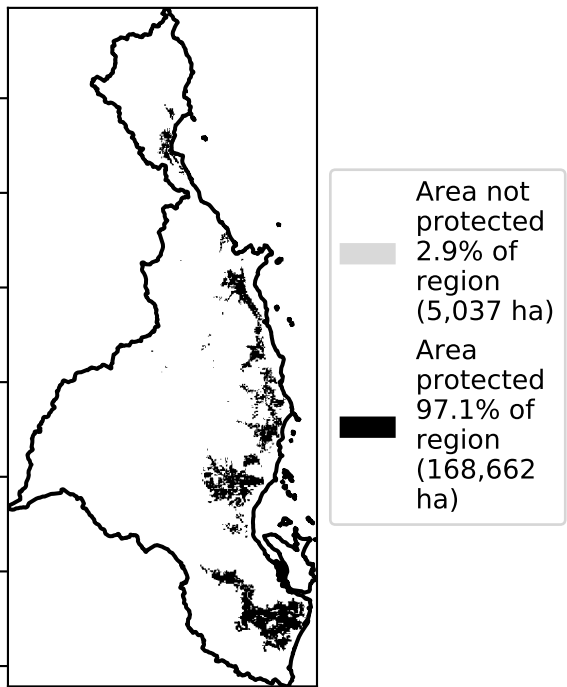 Area not
protected
2.9% of
region
(5,037 ha)
Area
protected
97.1% of
region
(168,662
ha)